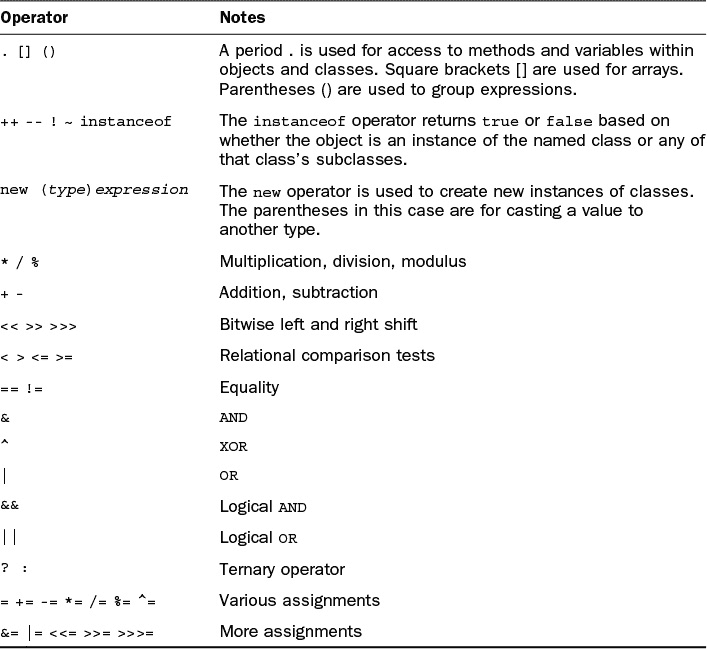 Operator Notes
. [] () A period . is used for access to methods and variables within
objects and classes. Square brackets [] are used for arrays.
Parentheses () are used to group expressions.
++ -- ! ~ instanceof The instanceof operator returns true or false based on
whether the object is an instance of the named class or any of
that class's subclasses.
new (type)expression The new operator is used to create new instances of classes.
The parentheses in this case are for casting a value to
another type.
* / % Multiplication, division, modulus
+ - Addition, subtraction
<< >> >>> Bitwise left and right shift
< > <= >= Relational comparison tests
== != Equality
& AND
^ XOR
| OR
&& Logical AND
|| Logical OR
? : Ternary operator
= += -= *= /= %= ^= Various assignments
&= |= <<= >>= >>>= More assignments